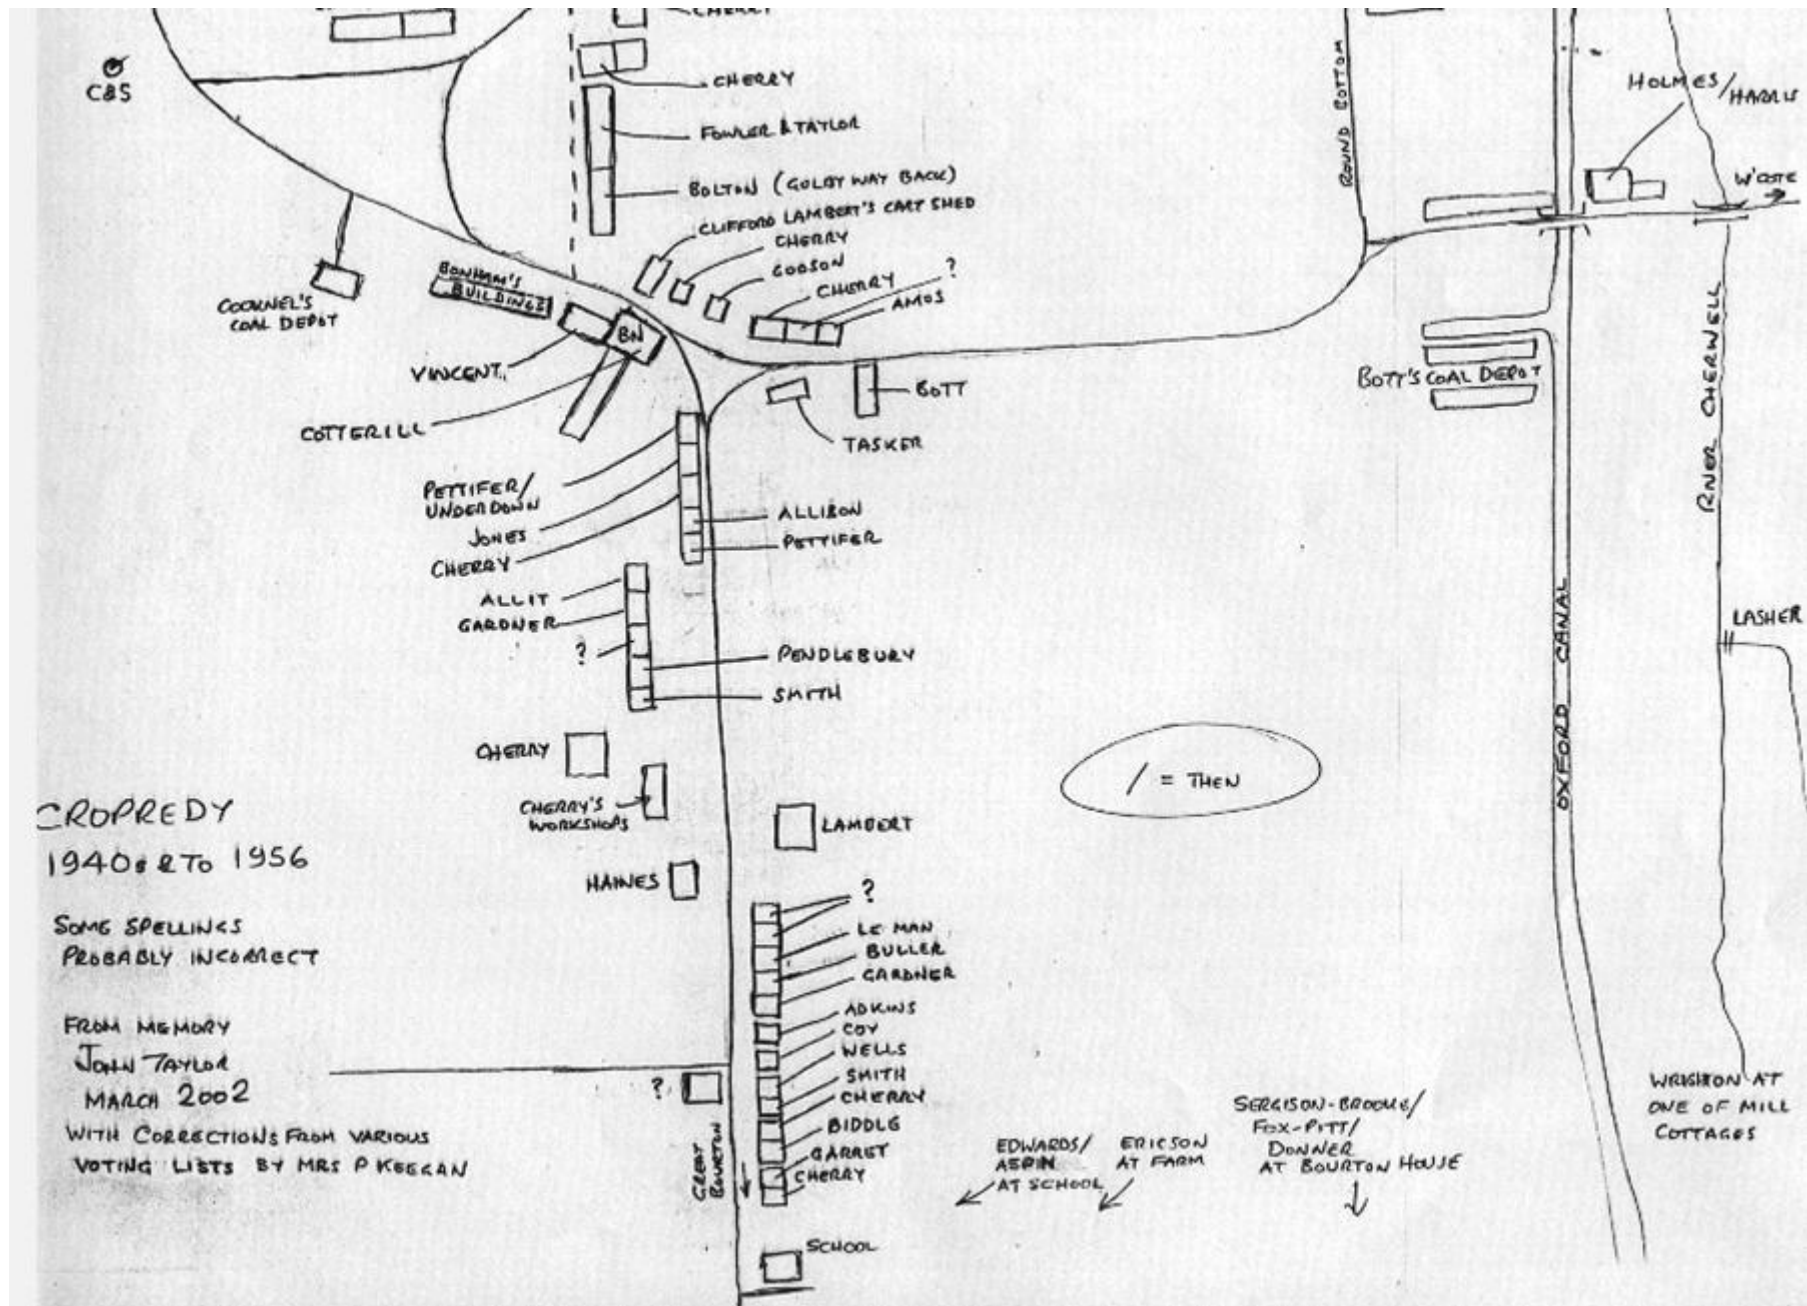 CHERRY
C&S
CHERRY
FOWLER & TAYLOR
BOLTON (GOLBY WAY BACK)
CLIFFORD LAMBERT'S CART SHED
CHERRY
GODSON
CHERRY
?
AMOS
ROUND BOTTOM
HOLMES/HARRIS
W'COTE
COCKNEL'S
COAL DEPOT
BONHAM'S
BUILDINGS
BN
VINCENT
COTTERILL
BOTT
TASKER
BOTT'S COAL DEPOT
RIVER CHERWELL
PETTIFER/
UNDERDOWN
JONES
CHERRY
ALLISON
PETTIFER
ALLIT
GARDNER
?
PENDLEBURY
SMITH
OXFORD CANAL
LASHER
CHERRY
CHERRY'S
WORKSHOPS
/ = THEN
LAMBERT
HAINES
CROPREDY
1940s & TO 1956
SOME SPELLINGS
PROBABLY INCORRECT
FROM MEMORY
JOHN TAYLOR
MARCH 2002
WITH CORRECTIONS FROM VARIOUS
VOTING LISTS BY MRS P KEEGAN
?
LE MAN
BULLER
GARDNER
ADKINS
COY
WELLS
SMITH
CHERRY
BIDDLE
GARRET
CHERRY
?
GREAT
BOURTON
SCHOOL
EDWARDS/
ASPIN
AT SCHOOL
ERICSON
AT FARM
SERGISON-BROOKE/
FOX-PITT/
DONNER
AT BOURTON HOUSE
WRIGHTON AT
ONE OF MILL
COTTAGES